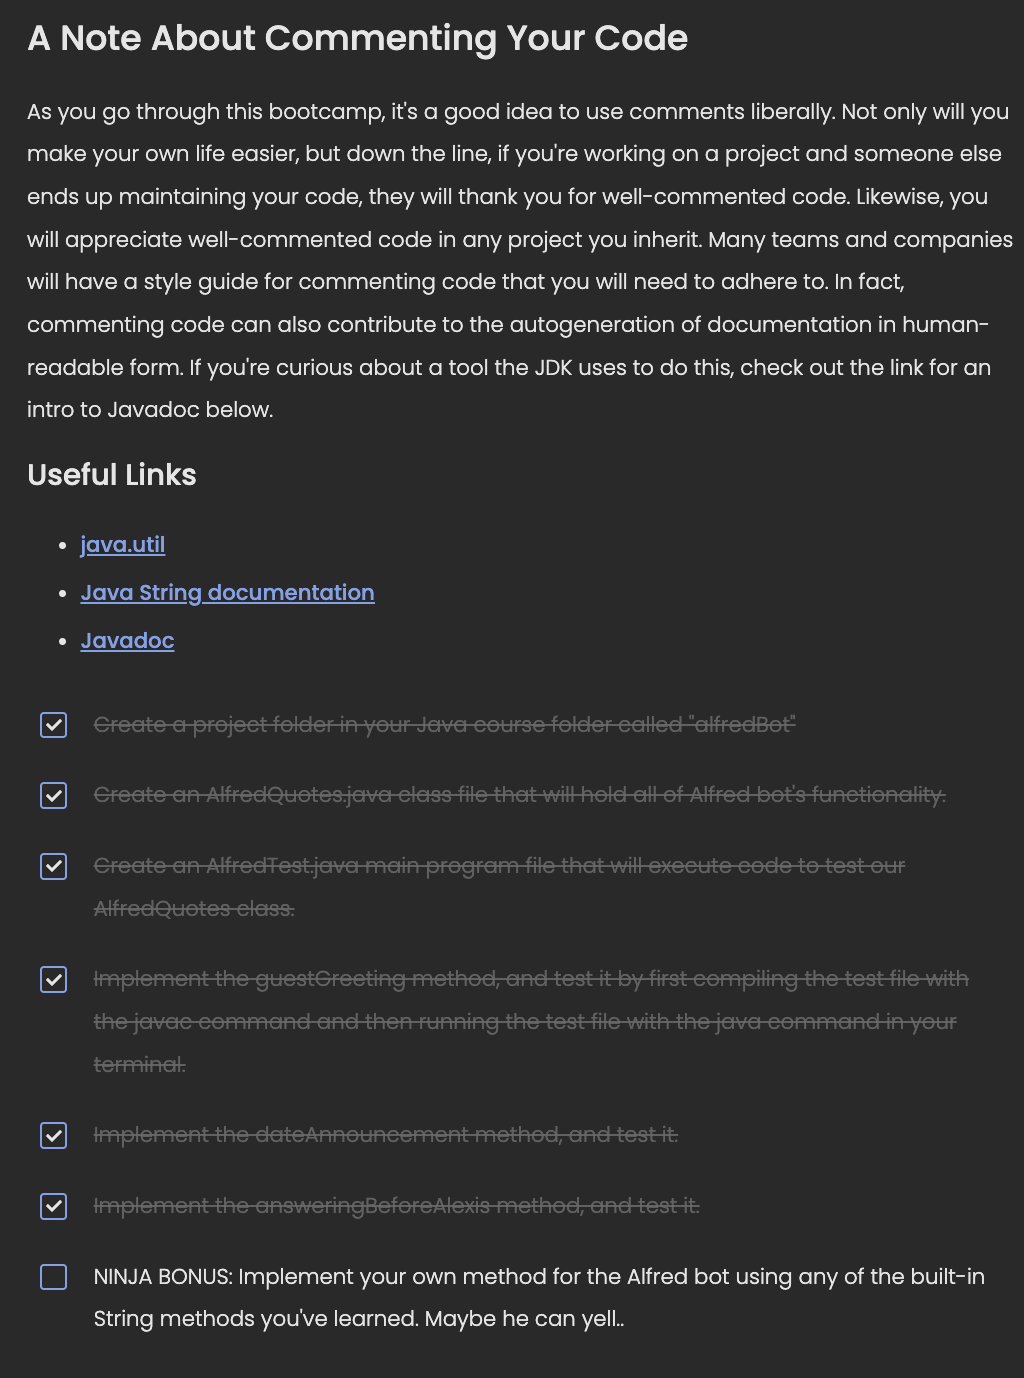 A Note About Commenting Your Code
As you go through this bootcamp, it's a good idea to use comments liberally. Not only will you
make your own life easier, but down the line, if you're working on a project and someone else
ends up maintaining your code, they will thank you for well-commented code. Likewise, you
will appreciate well-commented code in any project you inherit. Many teams and companies
will have a style guide for commenting code that you will need to adhere to. In fact,
commenting code can also contribute to the autogeneration of documentation in human-
readable form. If you're curious about a tool the JDK uses to do this, check out the link for an
intro to Javadoc below.
Useful Links
java.util
Java String documentation
Javadoc
Create a project folder in your Java course folder called "alfredBot"
Create an AlfredQuotes.java class file that will hold all of Alfred bot's functionality.
Create an AlfredTest.java main program file that will execute code to test our
AlfredQuotes class.
Implement the guestGreeting method, and test it by first compiling the test file with
the javac command and then running the test file with the java command in your
terminal.
Implement the dateAnnouncement method, and test it.
Implement the answeringBeforeAlexis method, and test it.
NINJA BONUS: Implement your own method for the Alfred bot using any of the built-in
String methods you've learned. Maybe he can yell..